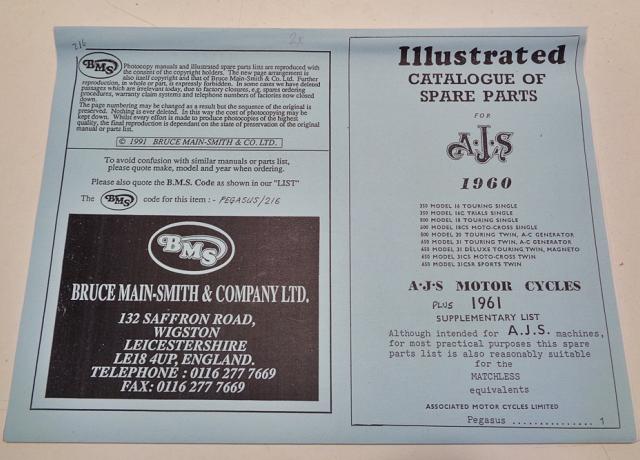 216
2x
BMS
Photocopy manuals and illustrated spare parts lists are reproduced with
the consent of the copyright holders. The new page arrangement is
also itself copyright and that of Bruce Main-Smith & Co. Ltd. Further
reproduction, in whole or part, is expressly forbidden. In some cases we have deleted
passages which are irrelevant today, due to factory closures, e.g. spares ordering
procedures, warranty claim systems and telephone numbers of factories now closed
down.
The page numbering may be changed as a result but the sequence of the original is
preserved. Nothing is ever deleted. In this way the cost of photocopying may be
kept down. Whilst every effort is made to produce photocopies of the highest
quality, the final reproduction is dependant on the state of preservation of the original
manual or parts list.
© 1991 BRUCE MAIN-SMITH & CO. LTD.
To avoid confusion with similar manuals or parts list,
please quote make, model and year when ordering.
Please also quote the B.M.S. Code as shown in our "LIST"
The BMS code for this item :- PEGASUS/216
BMS
BRUCE MAIN-SMITH & COMPANY LTD.
132 SAFFRON ROAD,
WIGSTON
LEICESTERSHIRE
LE18 4UP, ENGLAND.
TELEPHONE : 0116 277 7669
FAX: 0116 277 7669
Illustrated
CATALOGUE OF
SPARE PARTS
FOR
AJS
1960
350 MODEL 16 TOURING SINGLE
350 MODEL 16C TRIALS SINGLE
500 MODEL 18 TOURING SINGLE
500 MODEL 18CS MOTO-CROSS SINGLE
500 MODEL 20 TOURING TWIN, A-C GENERATOR
650 MODEL 31 TOURING TWIN, A-C GENERATOR
650 MODEL 31 DELUXE TOURING TWIN, MAGNETO
650 MODEL 31CS MOTO-CROSS TWIN
650 MODEL 31CSR SPORTS TWIN
A·J·S MOTOR CYCLES
PLUS 1961
SUPPLEMENTARY LIST
Although intended for A.J.S. machines,
for most practical purposes this spare
parts list is also reasonably suitable
for the
MATCHLESS
equivalents
ASSOCIATED MOTOR CYCLES LIMITED
Pegasus ............... 1